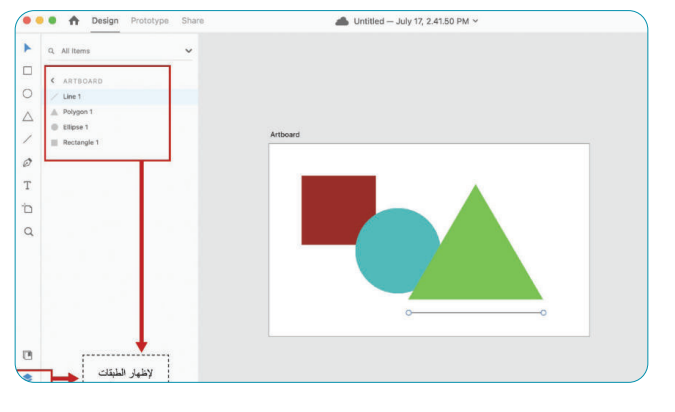 Design Prototype Share
Untitled — July 17, 2.41.50 PM
All Items
ARTBOARD
Line 1
Polygon 1
Ellipse 1
Rectangle 1
Artboard
T
لإظهار الطبقات